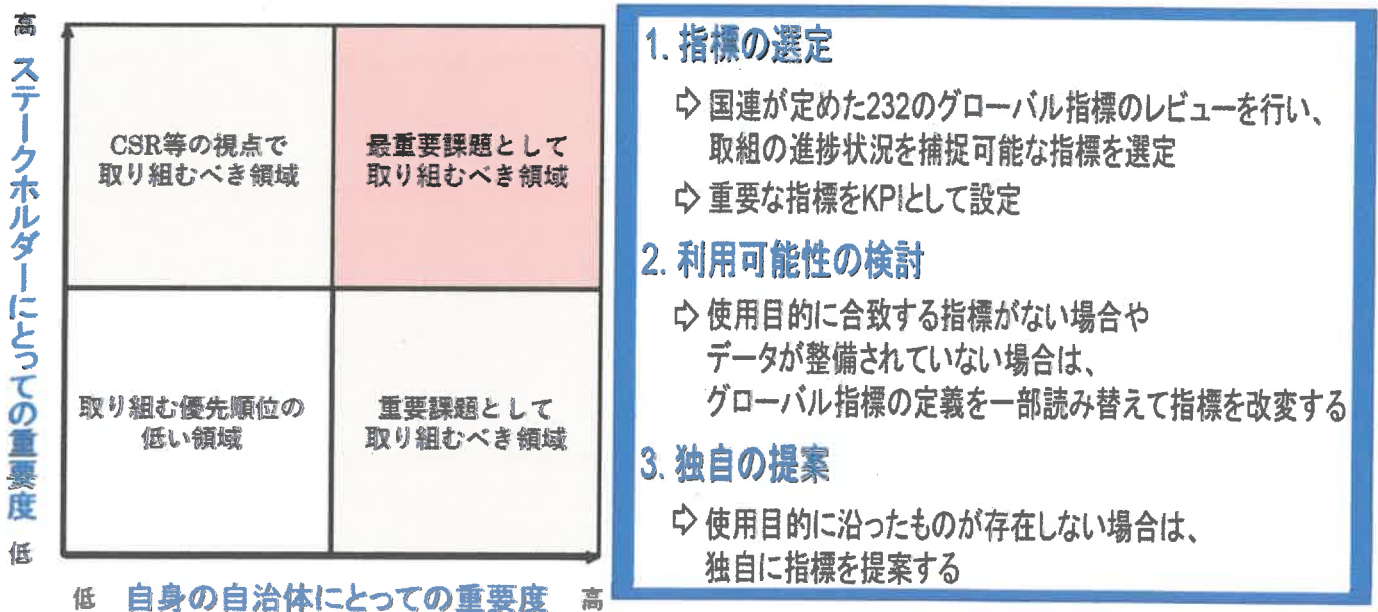 高
ステークホルダーにとっての重要度
低
CSR等の視点で
取り組むべき領域
最重要課題として
取り組むべき領域
取り組む優先順位の
低い領域
重要課題として
取り組むべき領域
低
自身の自治体にとっての重要度
高
1. 指標の選定
⇨ 国連が定めた232のグローバル指標のレビューを行い、
取組の進捗状況を捕捉可能な指標を選定
⇨ 重要な指標をKPIとして設定
2. 利用可能性の検討
⇨ 使用目的に合致する指標がない場合や
データが整備されていない場合は、
グローバル指標の定義を一部読み替えて指標を改変する
3. 独自の提案
⇨ 使用目的に沿ったものが存在しない場合は、
独自に指標を提案する